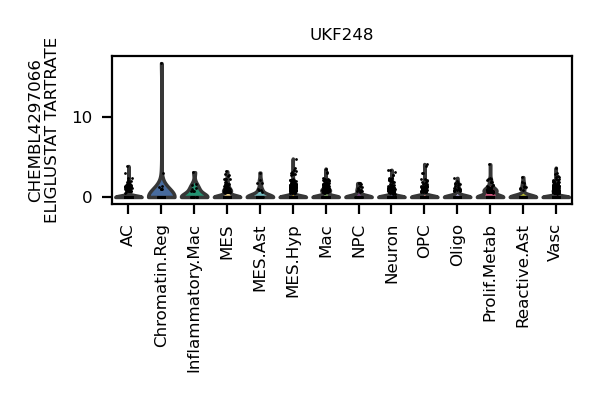 UKF248
CHEMBL4297066
ELIGLUSTAT TARTRATE
10
0
AC
Chromatin.Reg
Inflammatory.Mac
MES
MES.Ast
MES.Hyp
Mac
NPC
Neuron
OPC
Oligo
Prolif.Metab
Reactive.Ast
Vasc